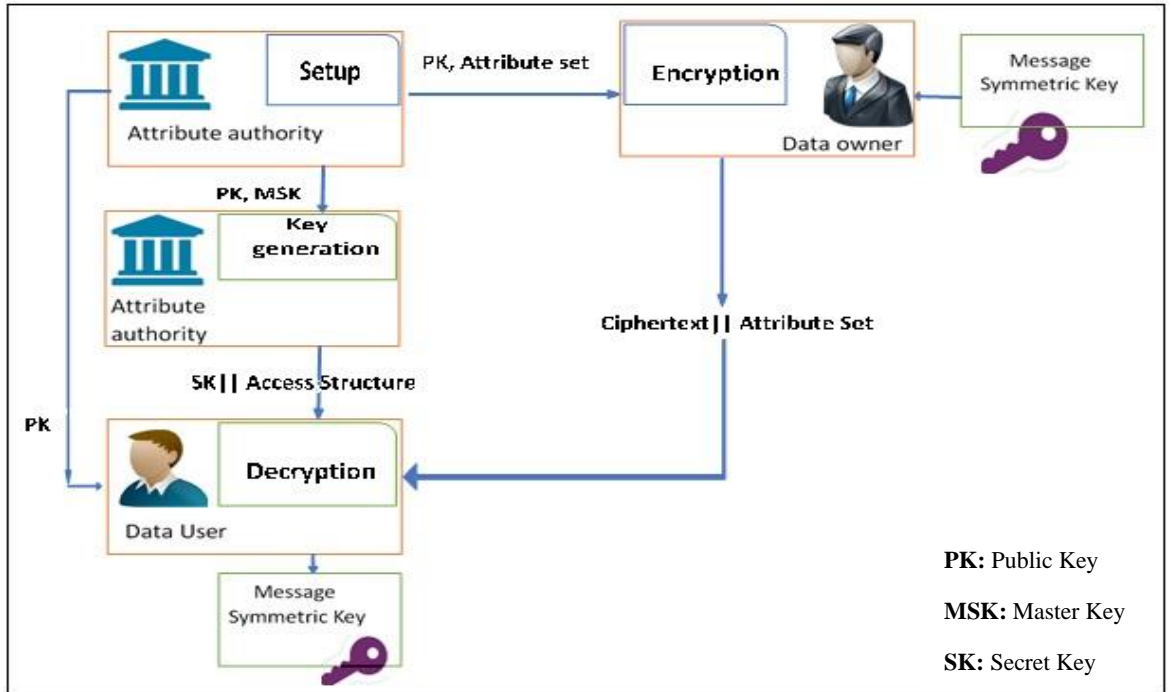 Setup
Attribute authority
PK, Attribute set
Encryption
Data owner
Message
Symmetric Key
PK, MSK
Key
generation
Attribute
authority
Ciphertext|| Attribute Set
SK|| Access Structure
PK
Decryption
Data User
Message
Symmetric Key
PK: Public Key
MSK: Master Key
SK: Secret Key